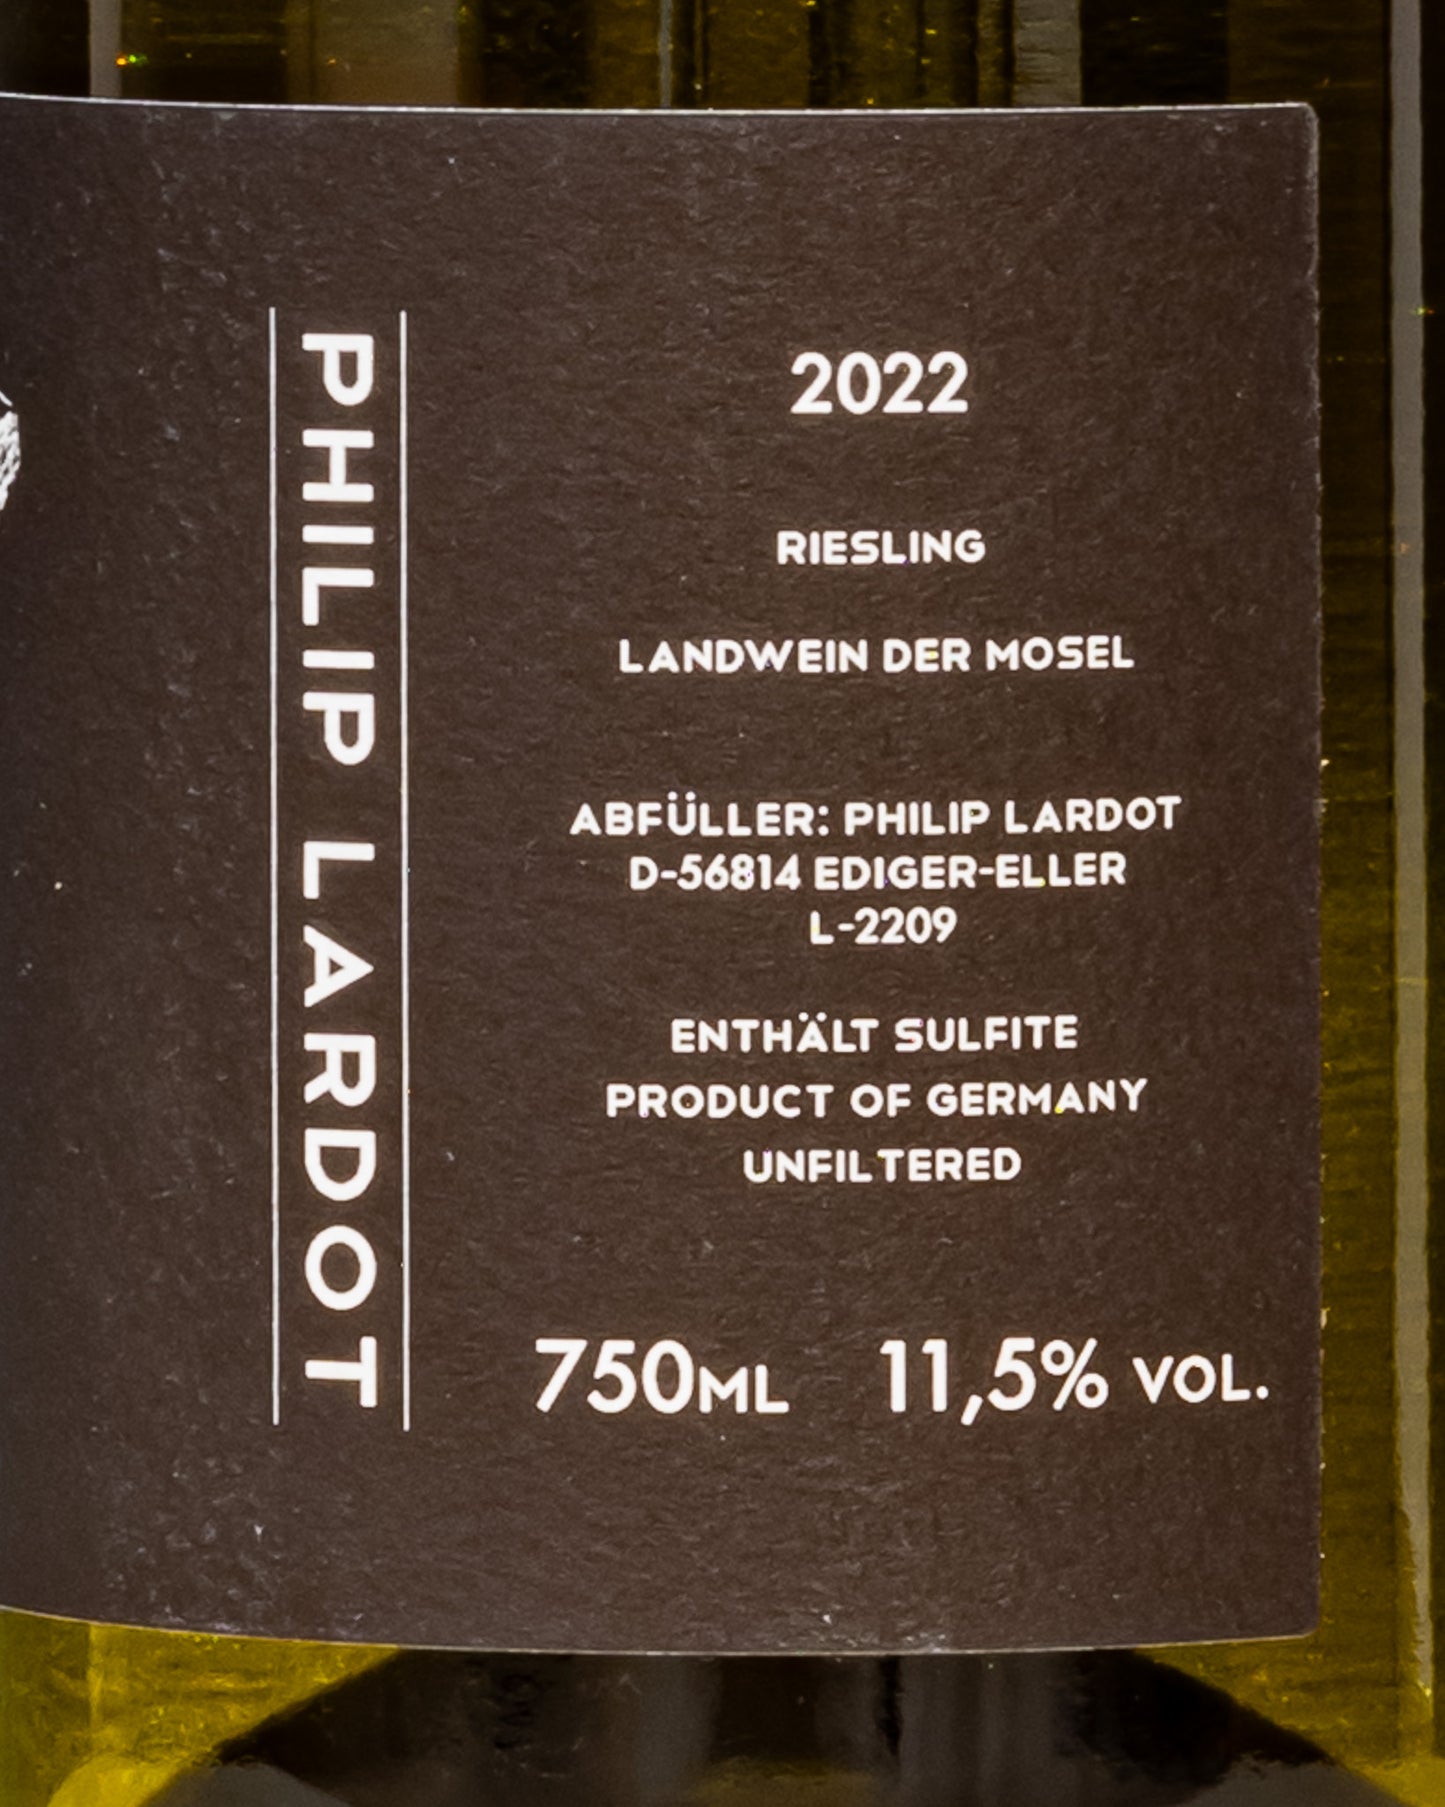 PHILIP LARDOT
2022
RIESLING
LANDWEIN DER MOSEL
ABFÜLLER: PHILIP LARDOT
D-56814 EDIGER-ELLER
L-2209
ENTHÄLT SULFITE
PRODUCT OF GERMANY
UNFILTERED
750ML 11,5% VOL.